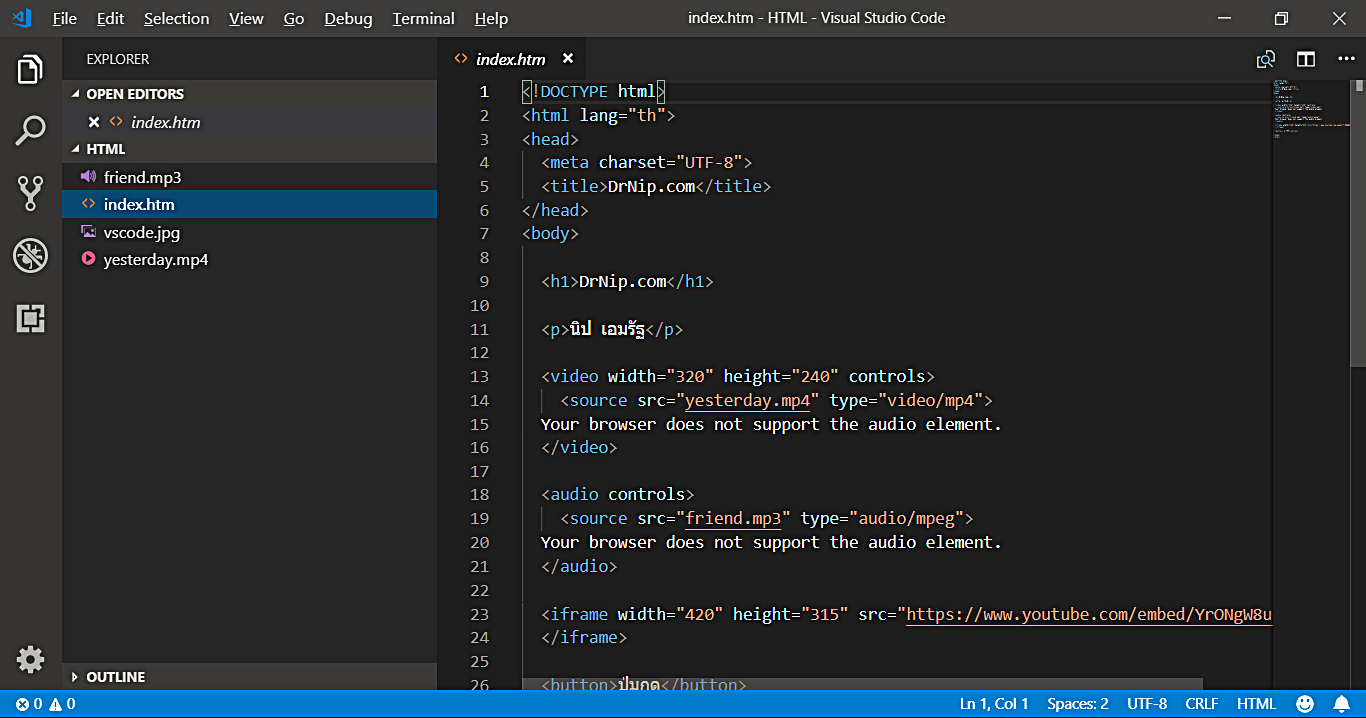 File Edit Selection View Go Debug Terminal Help
index.htm - HTML - Visual Studio Code
EXPLORER
OPEN EDITORS
index.htm
HTML
friend.mp3
index.htm
vscode.jpg
yesterday.mp4
OUTLINE
index.htm
1 <!DOCTYPE html>
2 <html lang="th">
3 <head>
4 <meta charset="UTF-8">
5 <title>DrNip.com</title>
6 </head>
7 <body>
8
9 <h1>DrNip.com</h1>
10
11 <p>นิป เอมรัฐ</p>
12
13 <video width="320" height="240" controls>
14 <source src="yesterday.mp4" type="video/mp4">
15 Your browser does not support the audio element.
16 </video>
17
18 <audio controls>
19 <source src="friend.mp3" type="audio/mpeg">
20 Your browser does not support the audio element.
21 </audio>
22
23 <iframe width="420" height="315" src="https://www.youtube.com/embed/YrONgW8u
24 </iframe>
25
26 <button>ปุ่มกด</button>
0 0
Ln 1, Col 1 Spaces: 2 UTF-8 CRLF HTML